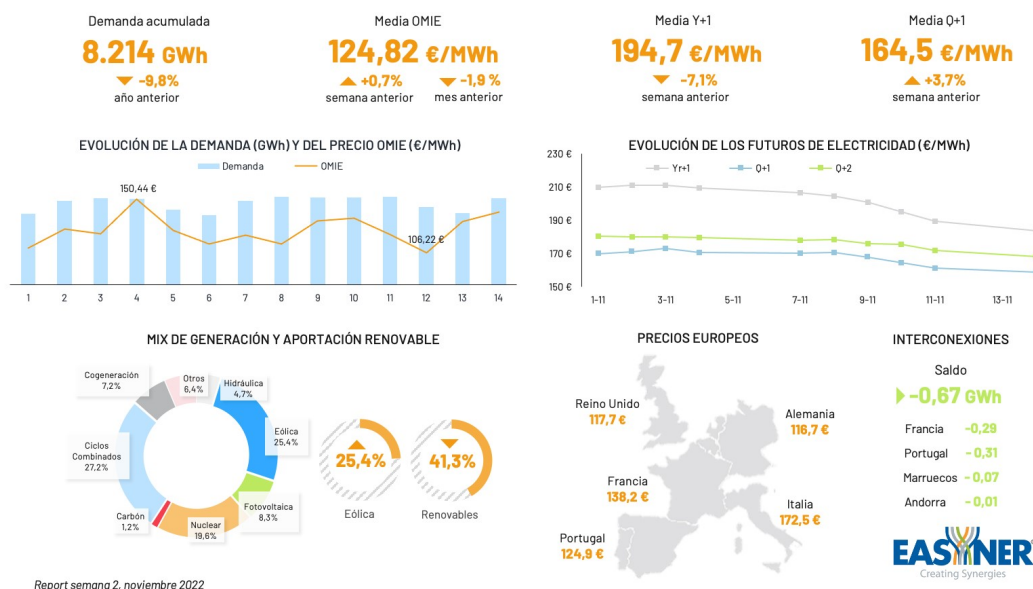 Demanda acumulada
8.214 GWh
-9,8%
año anterior
Media OMIE
124,82 €/MWh
+0,7%
semana anterior
-1,9 %
mes anterior
Media Y+1
194,7 €/MWh
-7,1%
semana anterior
Media Q+1
164,5 €/MWh
+3,7%
semana anterior
EVOLUCIÓN DE LA DEMANDA (GWh) Y DEL PRECIO OMIE (€/MWh)
Demanda
OMIE
150,44 €
106,22 €
1 2 3 4 5 6 7 8 9 10 11 12 13 14
EVOLUCIÓN DE LOS FUTUROS DE ELECTRICIDAD (€/MWh)
Yr+1
Q+1
Q+2
230 €
210 €
190 €
170 €
150 €
1-11 3-11 5-11 7-11 9-11 11-11 13-11
MIX DE GENERACIÓN Y APORTACIÓN RENOVABLE
Cogeneración
7,2%
Otros
6,4%
Hidráulica
4,7%
Eólica
25,4%
Ciclos
Combinados
27,2%
Fotovoltaica
8,3%
Carbón
1,2%
Nuclear
19,6%
25,4%
Eólica
41,3%
Renovables
PRECIOS EUROPEOS
Reino Unido
117,7 €
Alemania
116,7 €
Francia
138,2 €
Italia
172,5 €
Portugal
124,9 €
INTERCONEXIONES
Saldo
-0,67 GWh
Francia -0,29
Portugal - 0,31
Marruecos - 0,07
Andorra - 0,01
EASYNER®
Creating Synergies
Report semana 2, noviembre 2022